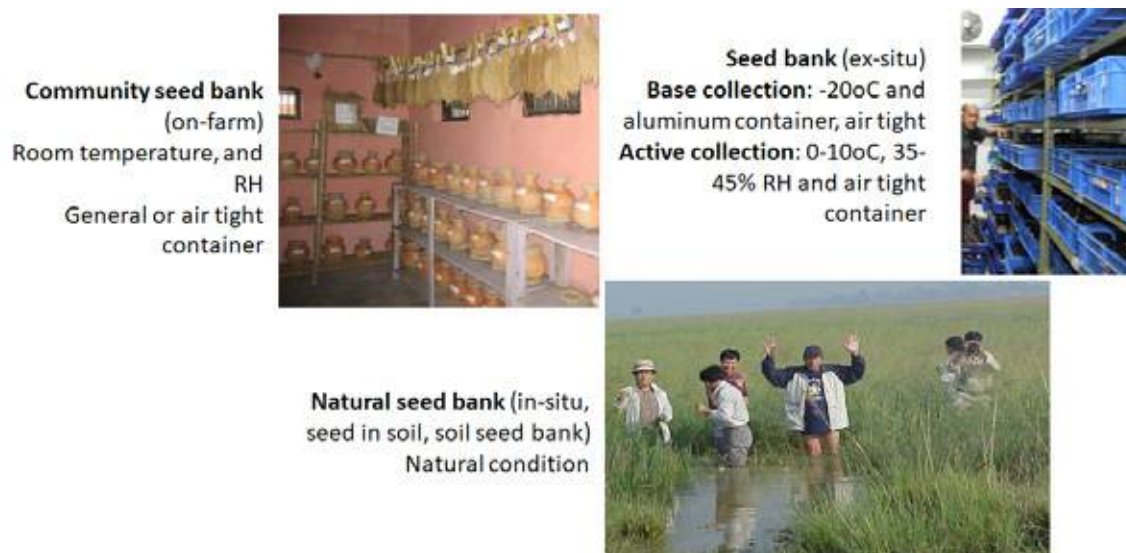 Community seed bank
(on-farm)
Room temperature, and
RH
General or air tight
container
Seed bank (ex-situ)
Base collection: -20oC and
aluminum container, air tight
Active collection: 0-10oC, 35-
45% RH and air tight
container
Natural seed bank (in-situ,
seed in soil, soil seed bank)
Natural condition